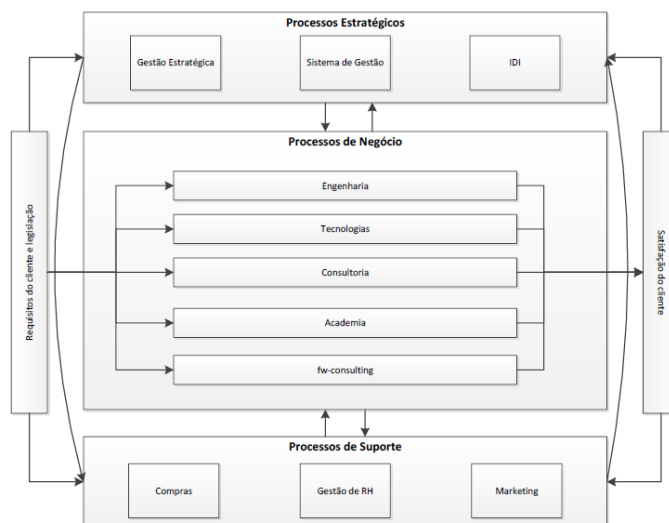 Processos Estratégicos
Gestão Estratégica
Sistema de Gestão
IDI
Requisitos do cliente e legislação
Processos de Negócio
Engenharia
Tecnologias
Consultoria
Academia
fw-consulting
Satisfação do cliente
Processos de Suporte
Compras
Gestão de RH
Marketing